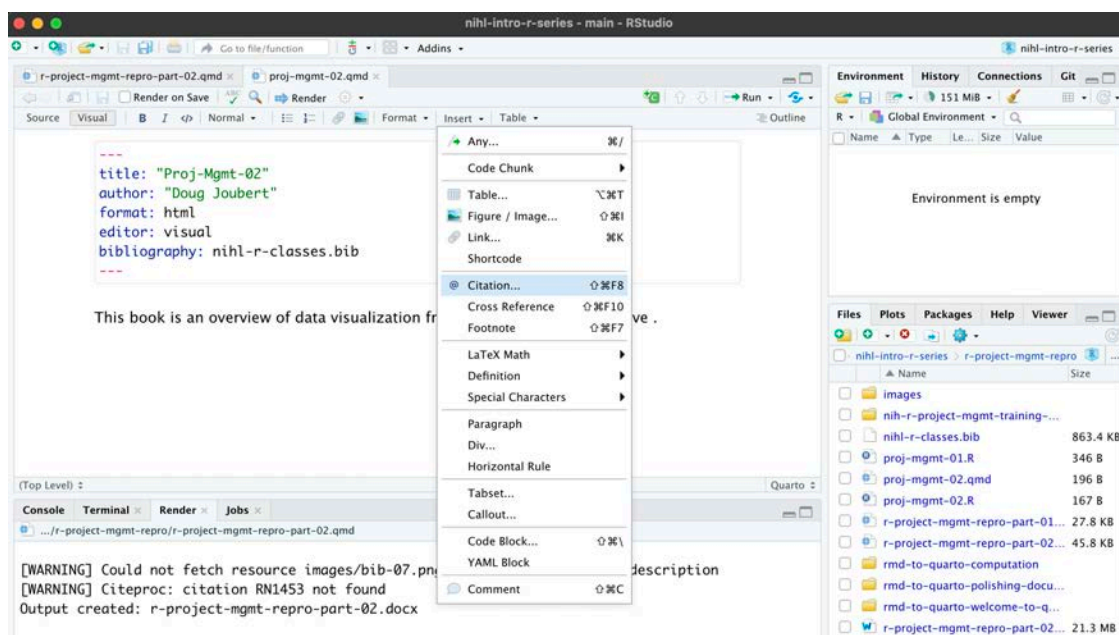 nihl-intro-r-series - main - RStudio
Go to file/function
Addins
nihl-intro-r-series
r-project-mgmt-repro-part-02.qmd
proj-mgmt-02.qmd
Render on Save
Render
Run
Source Visual B I </> Normal Format Insert Table Outline
---
title: "Proj-Mgmt-02"
author: "Doug Joubert"
format: html
editor: visual
bibliography: nihl-r-classes.bib
---
This book is an overview of data visualization fr
ve .
Any... ⌘/
Code Chunk
Table... ⌥⌘T
Figure / Image... ⇧⌘I
Link... ⌘K
Shortcode
@ Citation... ⇧⌘F8
Cross Reference ⇧⌘F10
Footnote ⇧⌘F7
LaTeX Math
Definition
Special Characters
Paragraph
Div...
Horizontal Rule
Tabset...
Callout...
Code Block... ⇧⌘\
YAML Block
Comment ⇧⌘C
(Top Level)
Quarto
Console Terminal Render Jobs
.../r-project-mgmt-repro/r-project-mgmt-repro-part-02.qmd
[WARNING] Could not fetch resource images/bib-07.pn
description
[WARNING] Citeproc: citation RN1453 not found
Output created: r-project-mgmt-repro-part-02.docx
Environment History Connections Git
151 MiB
R Global Environment
Name Type Le... Size Value
Environment is empty
Files Plots Packages Help Viewer
nihl-intro-r-series r-project-mgmt-repro ...
Name Size
images
nih-r-project-mgmt-training-...
nihl-r-classes.bib 863.4 KB
proj-mgmt-01.R 346 B
proj-mgmt-02.qmd 196 B
proj-mgmt-02.R 167 B
r-project-mgmt-repro-part-01... 27.8 KB
r-project-mgmt-repro-part-02... 45.8 KB
rmd-to-quarto-computation
rmd-to-quarto-polishing-docu...
rmd-to-quarto-welcome-to-q...
r-project-mgmt-repro-part-02... 21.3 MB